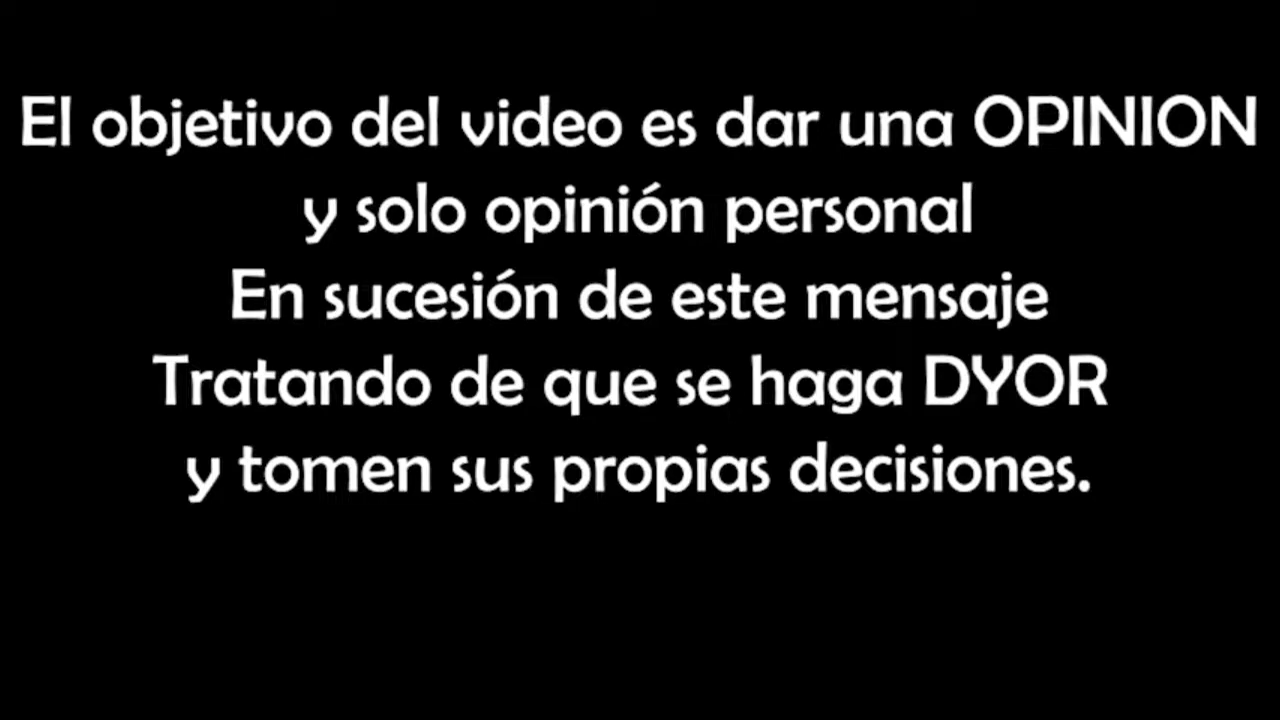 El objetivo del video es dar una OPINION
y solo opinión personal
En sucesión de este mensaje
Tratando de que se haga DYOR
y tomen sus propias decisiones.